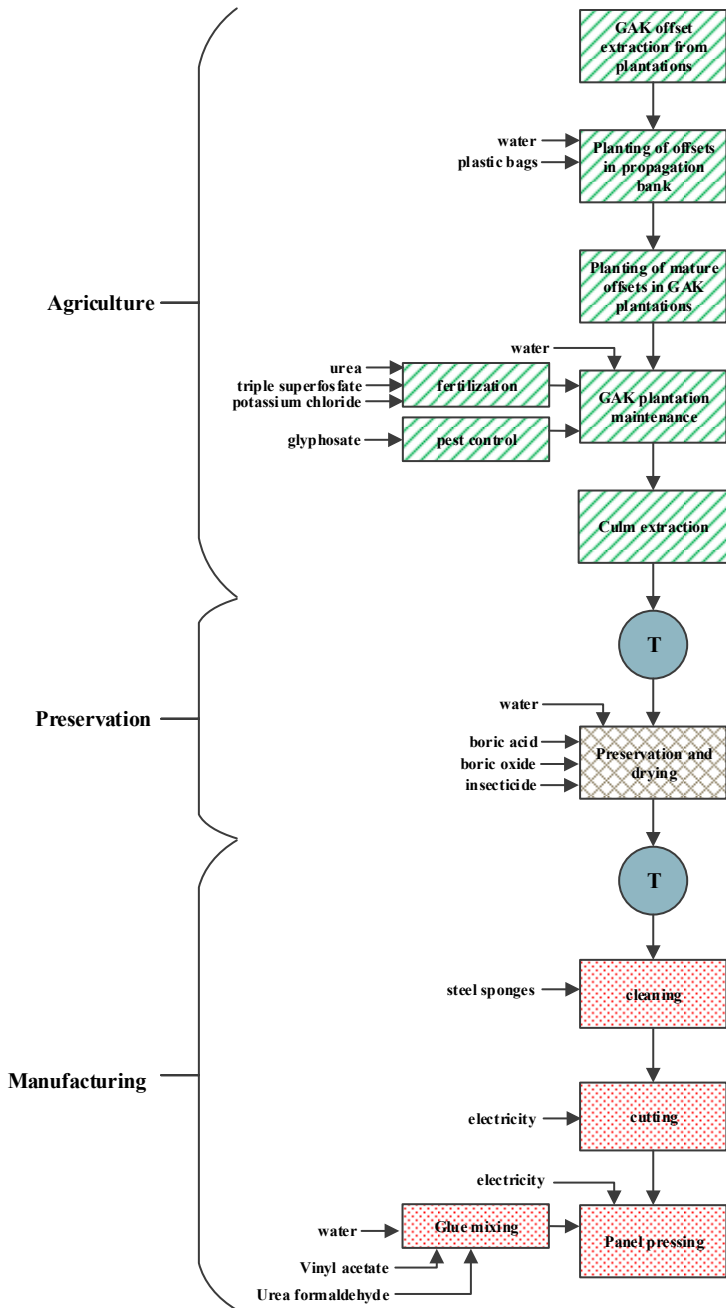 GAK offset
extraction from
plantations
water
plastic bags
Planting of offsets
in propagation
bank
Agriculture
Planting of mature
offsets in GAK
plantations
water
urea
triple superfosfate
potassium chloride
fertilization
GAK plantation
maintenance
glyphosate
pest control
Culm extraction
T
Preservation
water
boric acid
boric oxide
insecticide
Preservation and
drying
T
steel sponges
cleaning
Manufacturing
electricity
cutting
electricity
water
Glue mixing
Panel pressing
Vinyl acetate
Urea formaldehyde